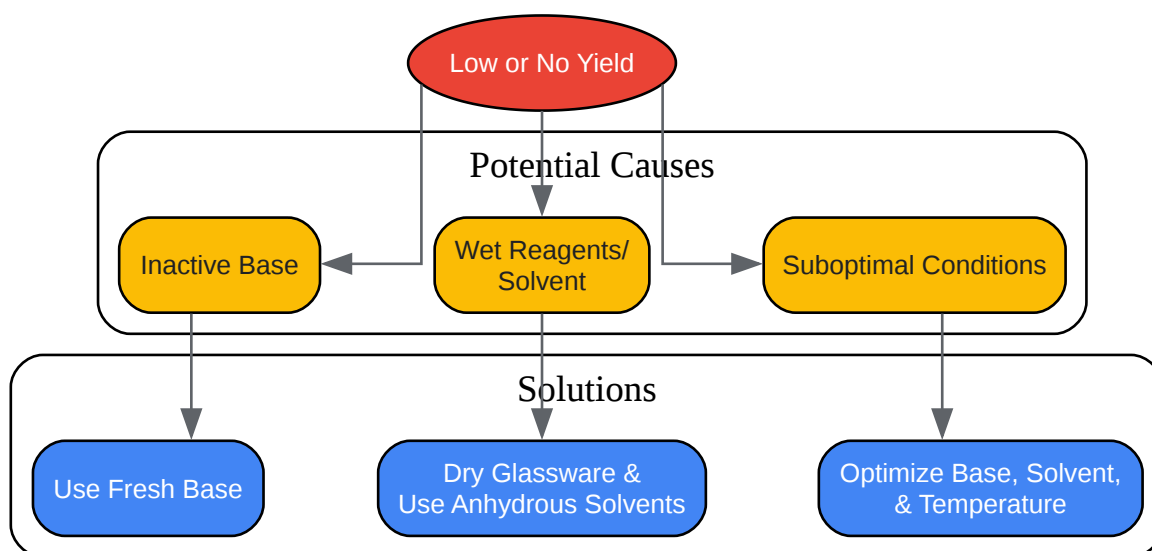 Low or No Yield
Potential Causes
Inactive Base
Wet Reagents/
Solvent
Suboptimal Conditions
Solutions
Use Fresh Base
Dry Glassware &
Use Anhydrous Solvents
Optimize Base, Solvent,
& Temperature